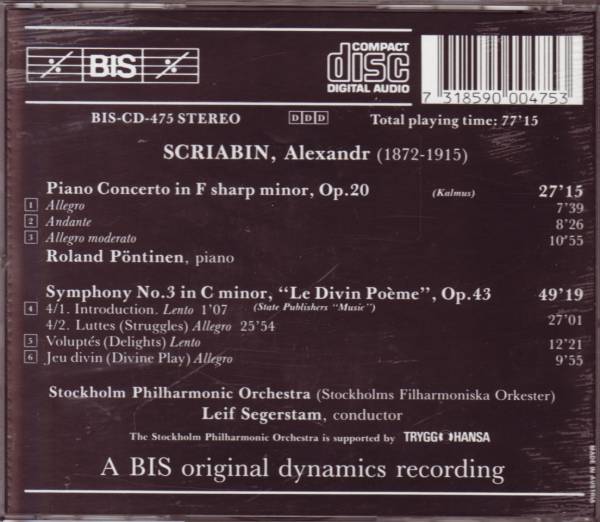 BIS
COMPACT
disc
DIGITAL AUDIO
7 318590 004753
BIS-CD-475 STEREO DDD Total playing time: 77'15
SCRIABIN, Alexandr (1872-1915)
Piano Concerto in F sharp minor, Op.20 (Kalmus) 27'15
1 Allegro 7'39
2 Andante 8'26
3 Allegro moderato 10'55
Roland Pöntinen, piano
Symphony No.3 in C minor, “Le Divin Poème”, Op.43 49'19
4 4/1. Introduction. Lento 1'07 (State Publishers “Music”)
4/2. Luttes (Struggles) Allegro 25'54 27'01
5 Voluptés (Delights) Lento 12'21
6 Jeu divin (Divine Play) Allegro 9'55
Stockholm Philharmonic Orchestra (Stockholms Filharmoniska Orkester)
Leif Segerstam, conductor
The Stockholm Philharmonic Orchestra is supported by TRYGG HANSA
A BIS original dynamics recording
MADE IN AUSTRIA